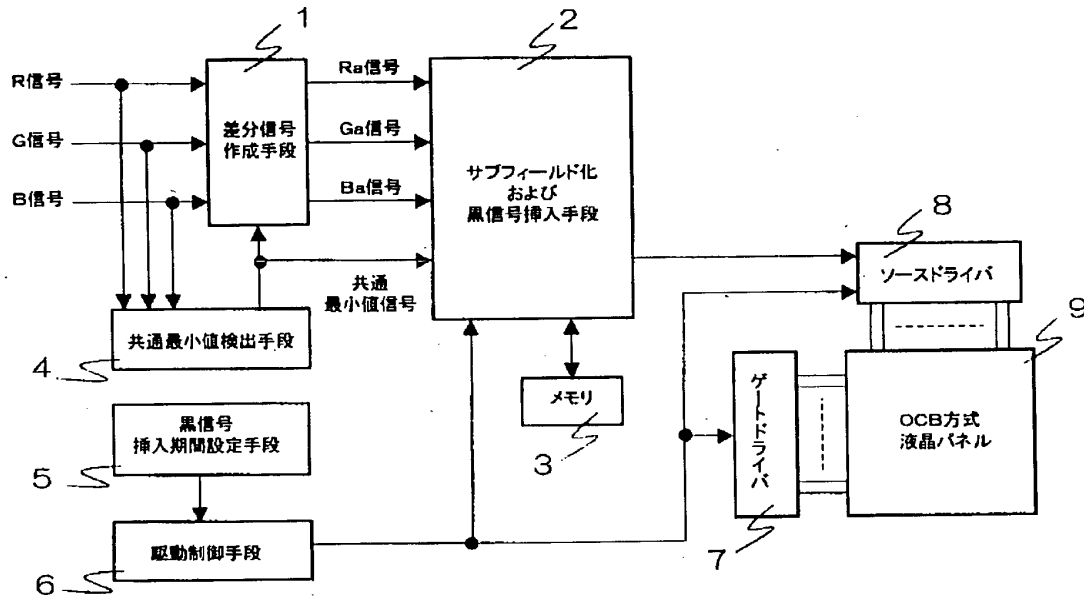 1
2
R信号
G信号
B信号
差分信号
作成手段
Ra信号
Ga信号
Ba信号
サブフィールド化
および
黒信号挿入手段
共通
最小値信号
共通最小値検出手段
4
メモリ
3
黒信号
挿入期間設定手段
5
駆動制御手段
6
8
ソースドライバ
9
ゲートドライバ
7
OCB方式
液晶パネル